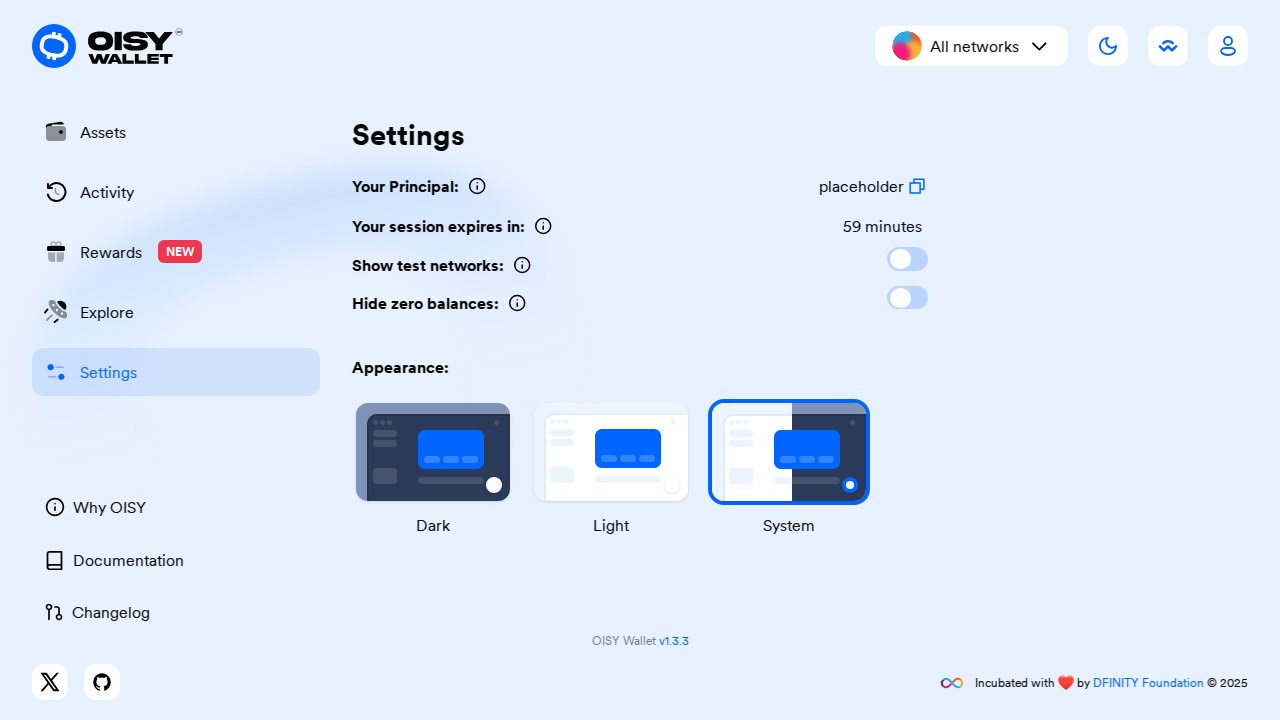 OISY
WALLET
All networks
Assets
Activity
Rewards NEW
Explore
Settings
Why OISY
Documentation
Changelog
Settings
Your Principal: placeholder
Your session expires in: 59 minutes
Show test networks:
Hide zero balances:
Appearance:
Dark Light System
OISY Wallet v1.3.3
Incubated with ❤️ by DFINITY Foundation © 2025